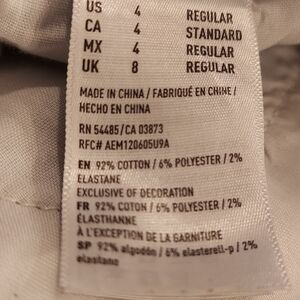 US 4 REGULAR
CA 4 STANDARD
MX 4 REGULAR
UK 8 REGULAR
MADE IN CHINA / FABRIQUÉ EN CHINE /
HECHO EN CHINA
RN 54485/CA 03873
RFC# AEM120605U9A
EN 92% COTTON / 6% POLYESTER / 2%
ELASTANE
EXCLUSIVE OF DECORATION
FR 92% COTON / 6% POLYESTER / 2%
ÉLASTHANNE
À L'EXCEPTION DE LA GARNITURE
SP 92% algodón / 6% elasterell-p / 2%
elastano